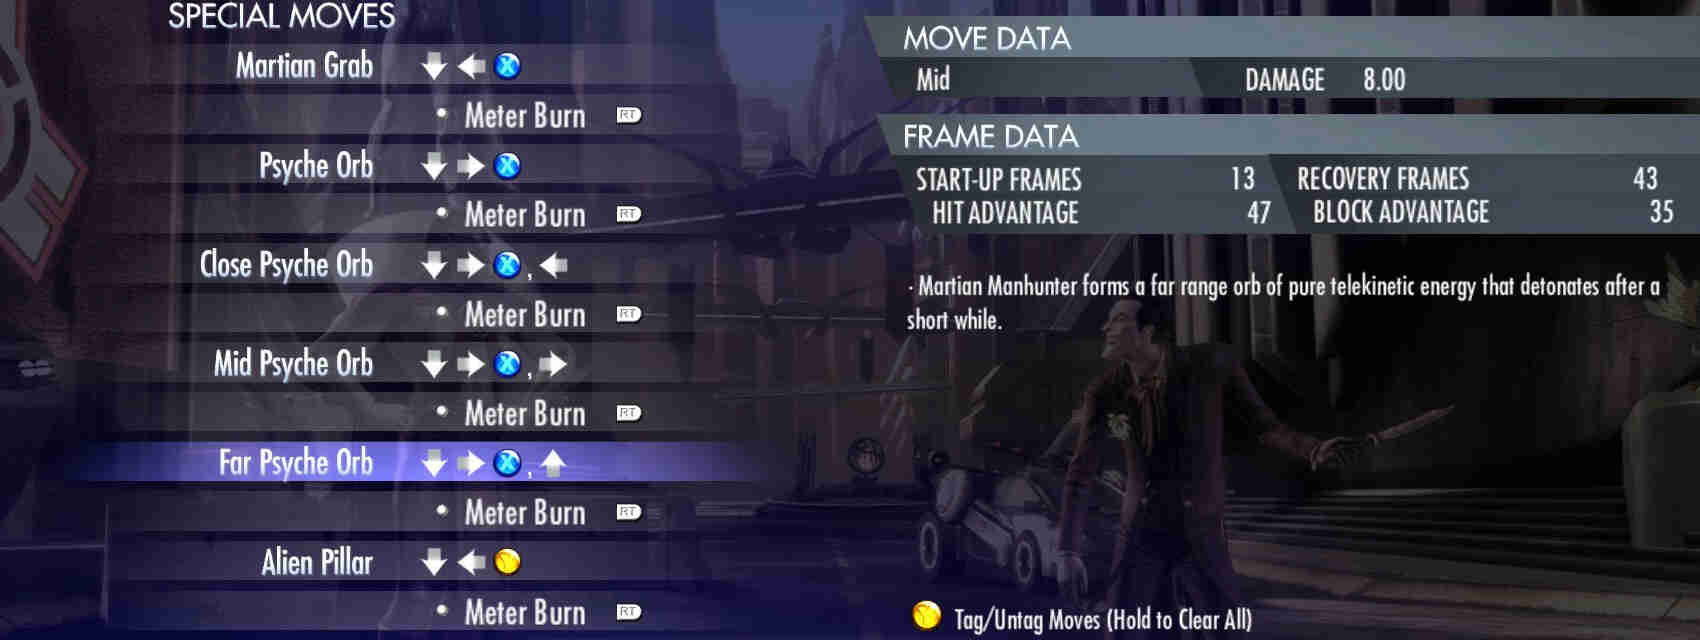 SPECIAL MOVES
Martian Grab X
Meter Burn RT
Psyche Orb X
Meter Burn RT
Close Psyche Orb X ,
Meter Burn RT
Mid Psyche Orb X ,
Meter Burn RT
Far Psyche Orb X ,
Meter Burn RT
Alien Pillar Y
Meter Burn RT
MOVE DATA
Mid DAMAGE 8.00
FRAME DATA
START-UP FRAMES 13 RECOVERY FRAMES 43
HIT ADVANTAGE 47 BLOCK ADVANTAGE 35
· Martian Manhunter forms a far range orb of pure telekinetic energy that detonates after a
short while.
Y Tag/Untag Moves (Hold to Clear All)